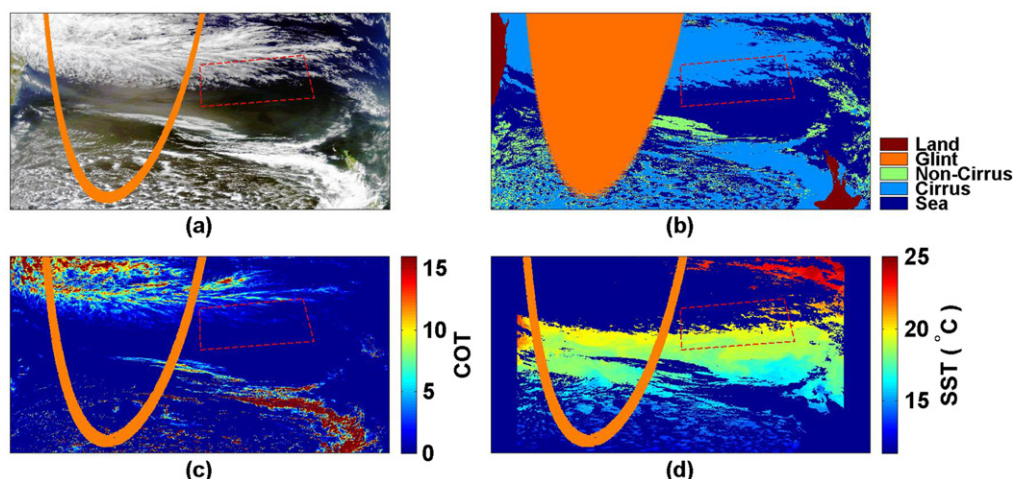 Land
Glint
Non-Cirrus
Cirrus
Sea
(a)
(b)
15
10
5
0
COT
25
20
15
SST ( °C )
(c)
(d)